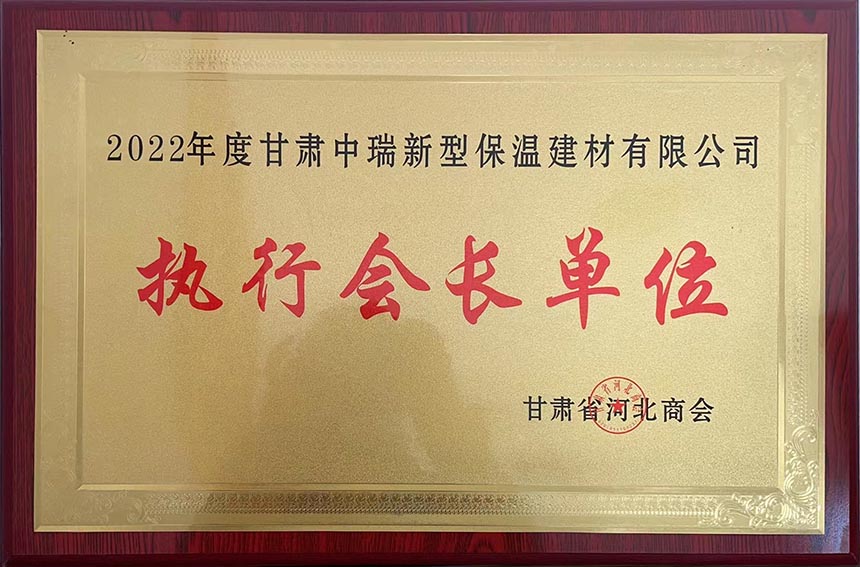 2022年度甘肃中瑞新型保温建材有限公司
执行会长单位
甘肃省河北商会